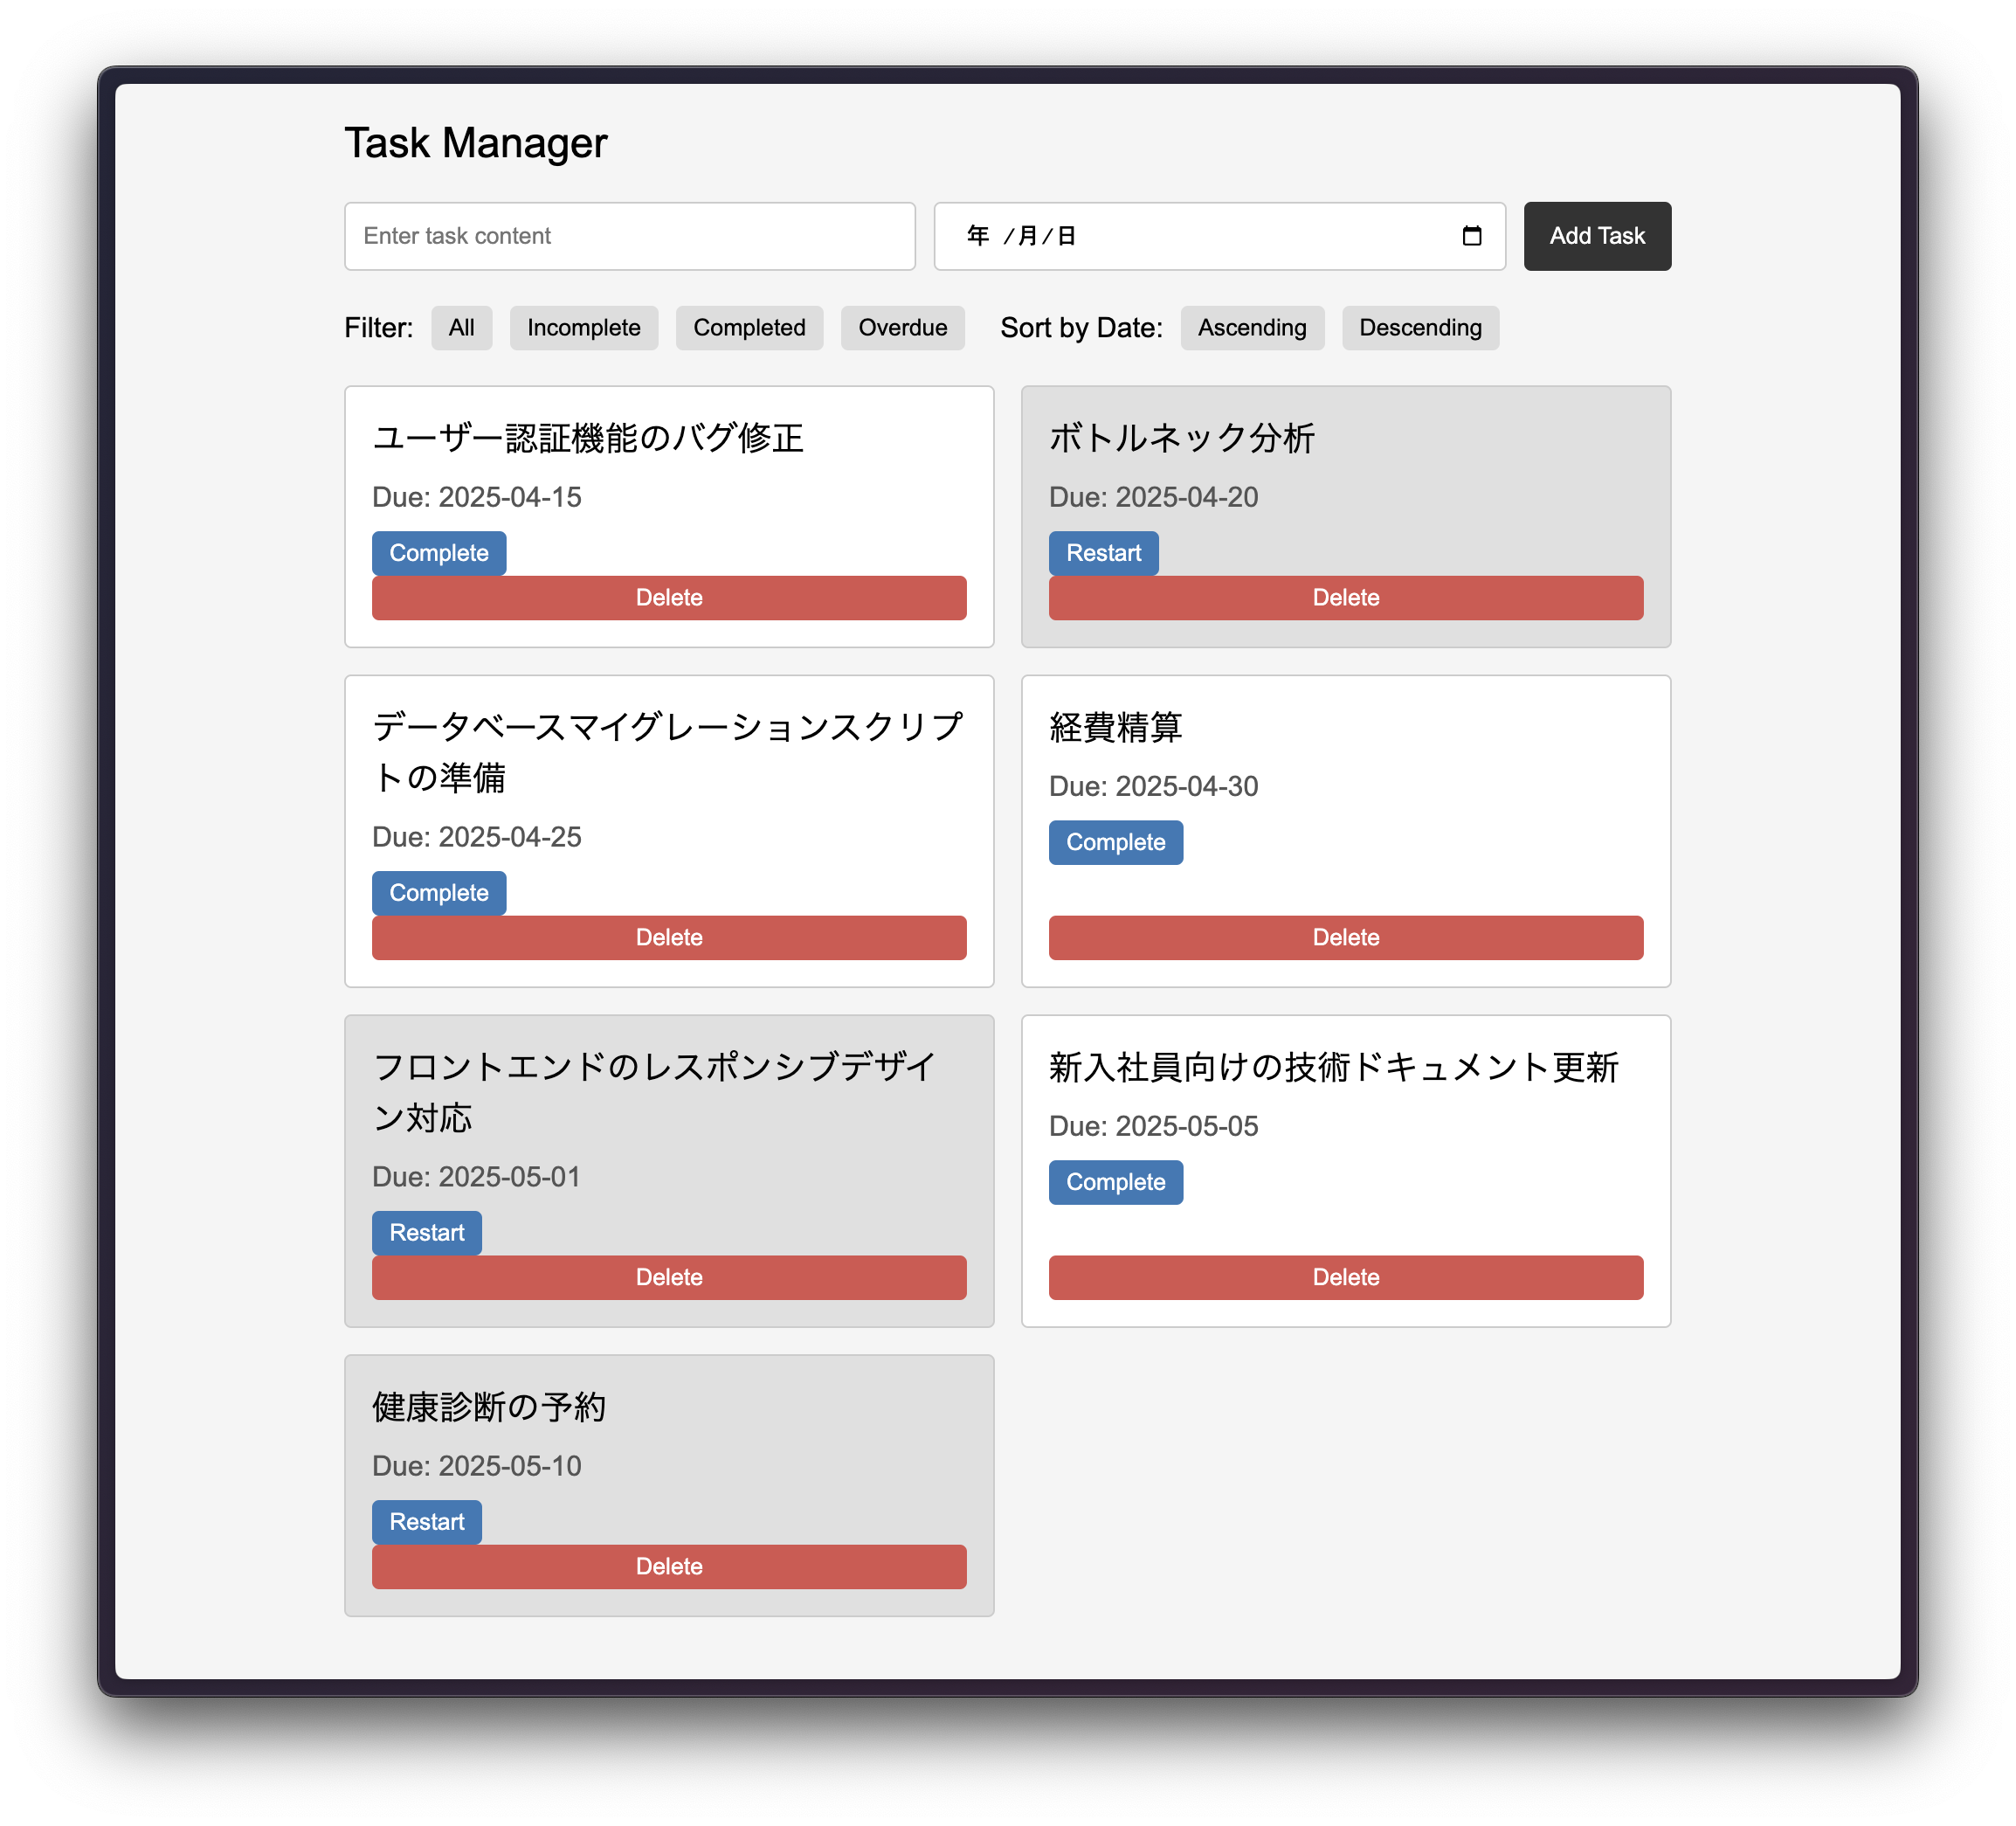 Task Manager
Enter task content 年 /月/日 Add Task
Filter: All Incomplete Completed Overdue Sort by Date: Ascending Descending
ユーザー認証機能のバグ修正
Due: 2025-04-15
Complete
Delete
ボトルネック分析
Due: 2025-04-20
Restart
Delete
データベースマイグレーションスクリプ
トの準備
Due: 2025-04-25
Complete
Delete
経費精算
Due: 2025-04-30
Complete
Delete
フロントエンドのレスポンシブデザイ
ン対応
Due: 2025-05-01
Restart
Delete
新入社員向けの技術ドキュメント更新
Due: 2025-05-05
Complete
Delete
健康診断の予約
Due: 2025-05-10
Restart
Delete